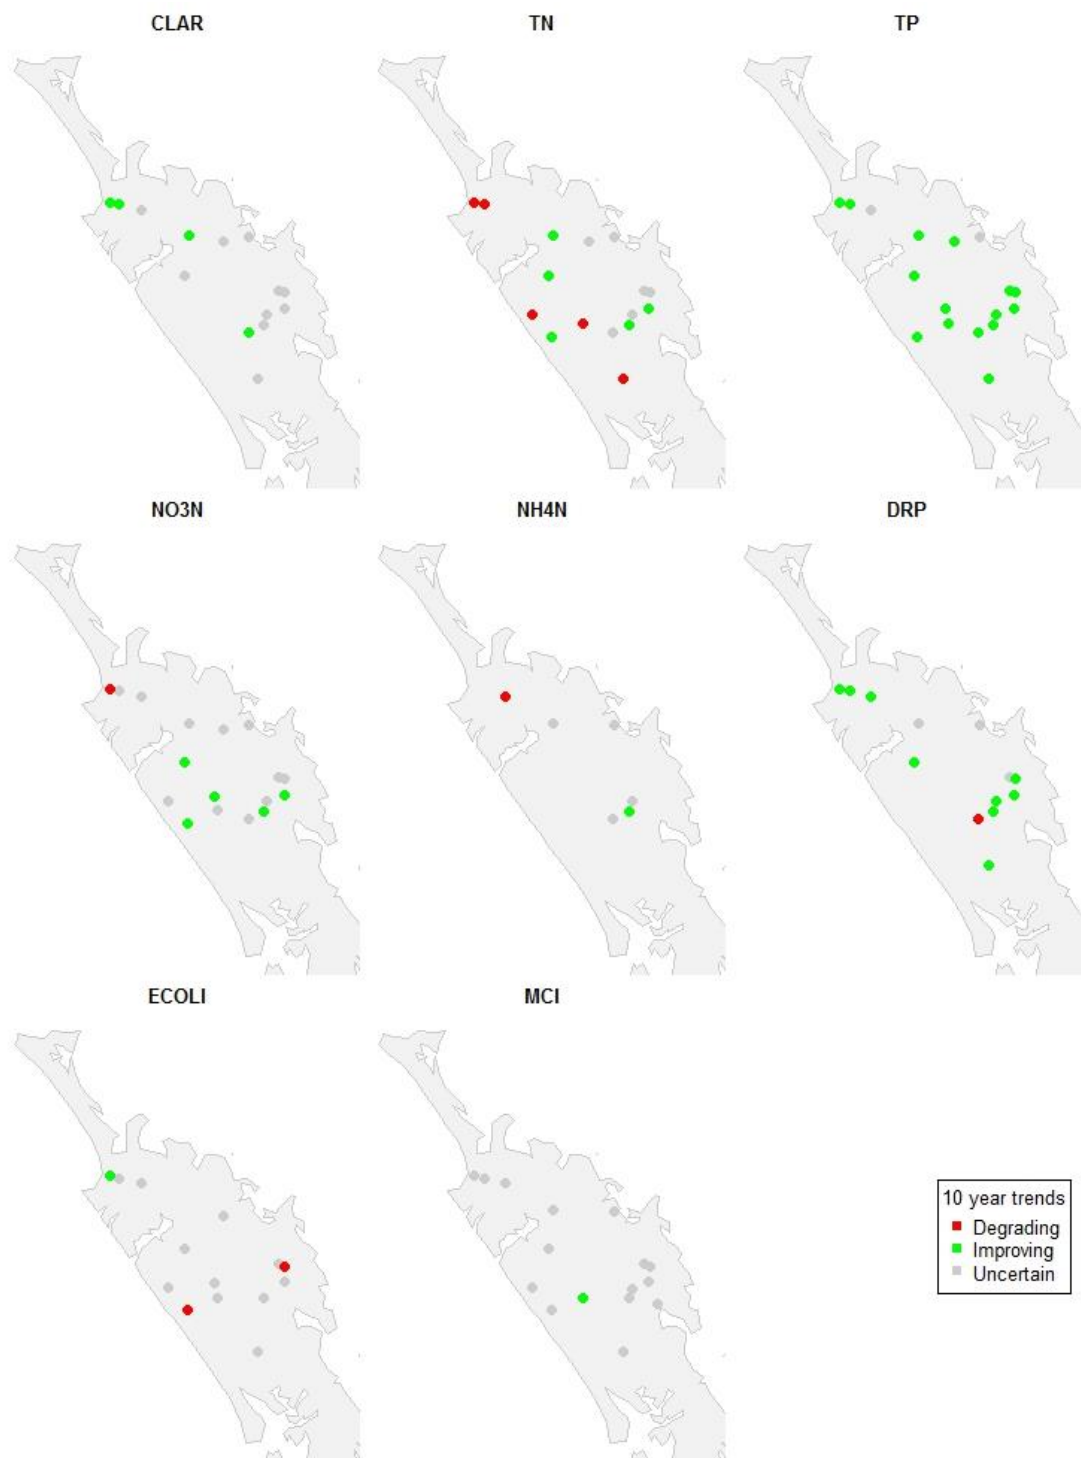 CLAR
TN
TP
NO3N
NH4N
DRP
ECOLI
MCI
10 year trends
Degrading
Improving
Uncertain